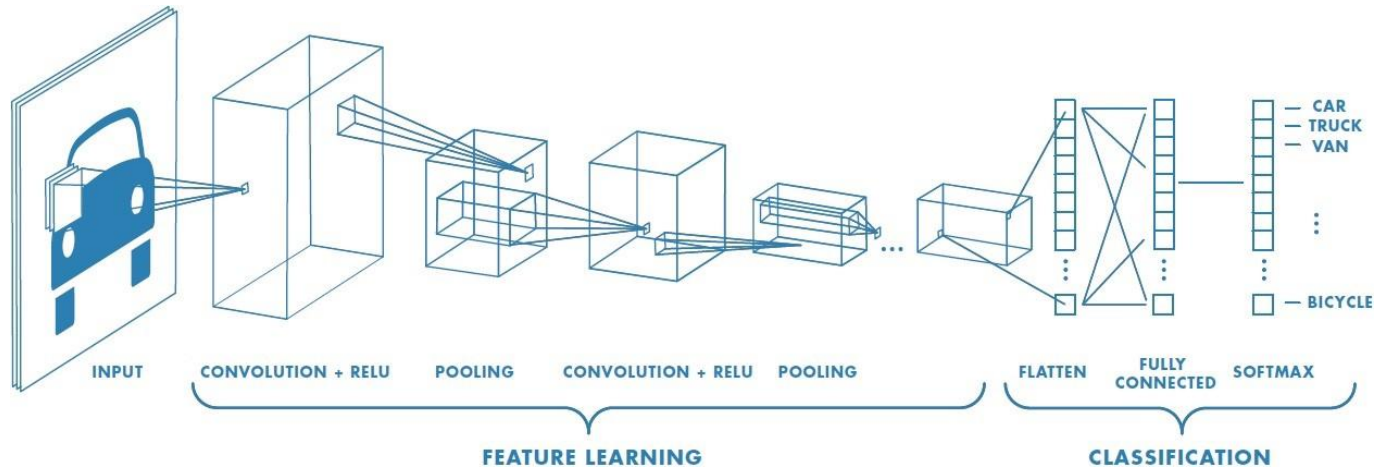 CAR
TRUCK
VAN
BICYCLE
INPUT
CONVOLUTION + RELU
POOLING
CONVOLUTION + RELU
POOLING
FLATTEN
FULLY
CONNECTED
SOFTMAX
FEATURE LEARNING
CLASSIFICATION